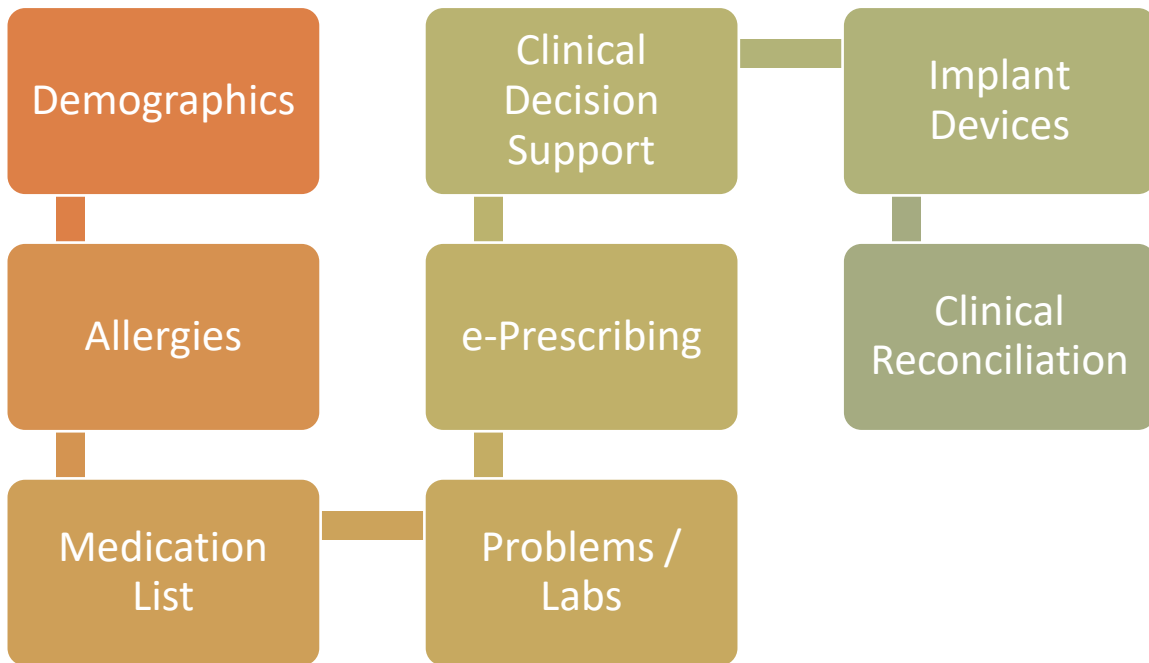 Demographics
Allergies
Medication
List
Problems /
Labs
e-Prescribing
Clinical
Decision
Support
Implant
Devices
Clinical
Reconciliation